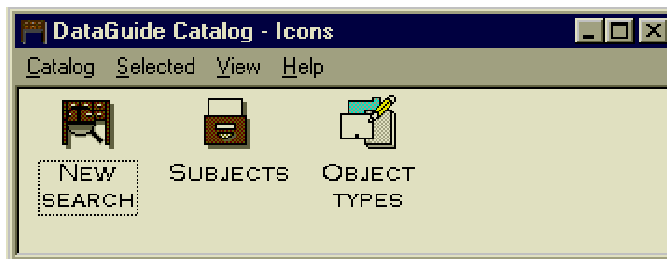 DataGuide Catalog - Icons
Catalog Selected View Help
New search
Subjects
Object types